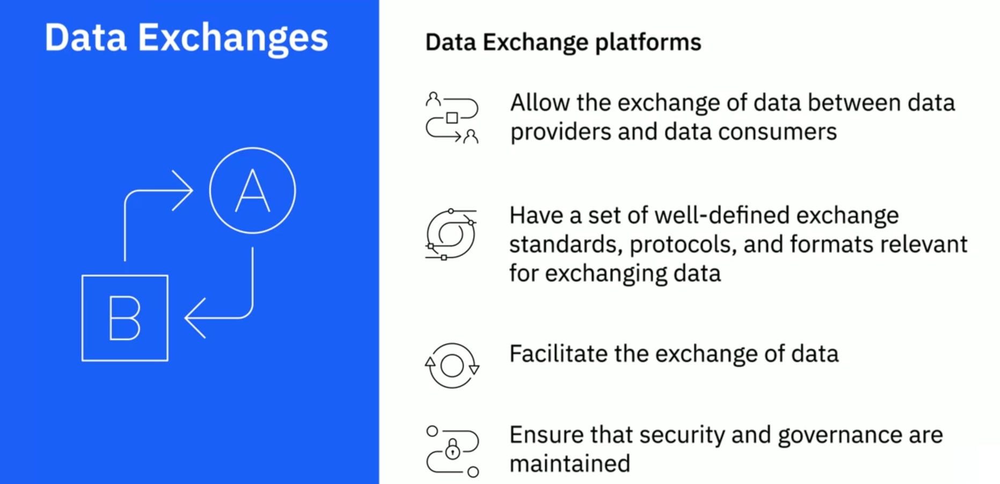 Data Exchanges
A
B
Data Exchange platforms
Allow the exchange of data between data
providers and data consumers
Have a set of well-defined exchange
standards, protocols, and formats relevant
for exchanging data
Facilitate the exchange of data
Ensure that security and governance are
maintained